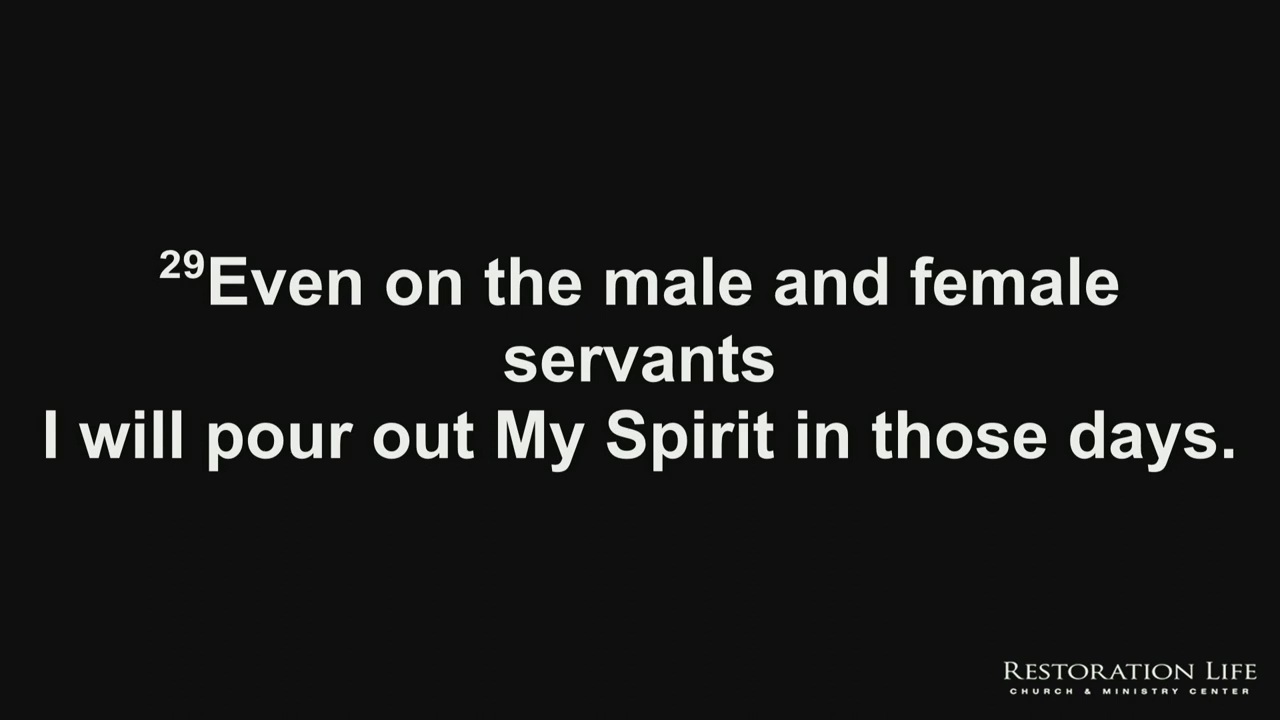 29Even on the male and female
servants
I will pour out My Spirit in those days.
RESTORATION LIFE
CHURCH & MINISTRY CENTER